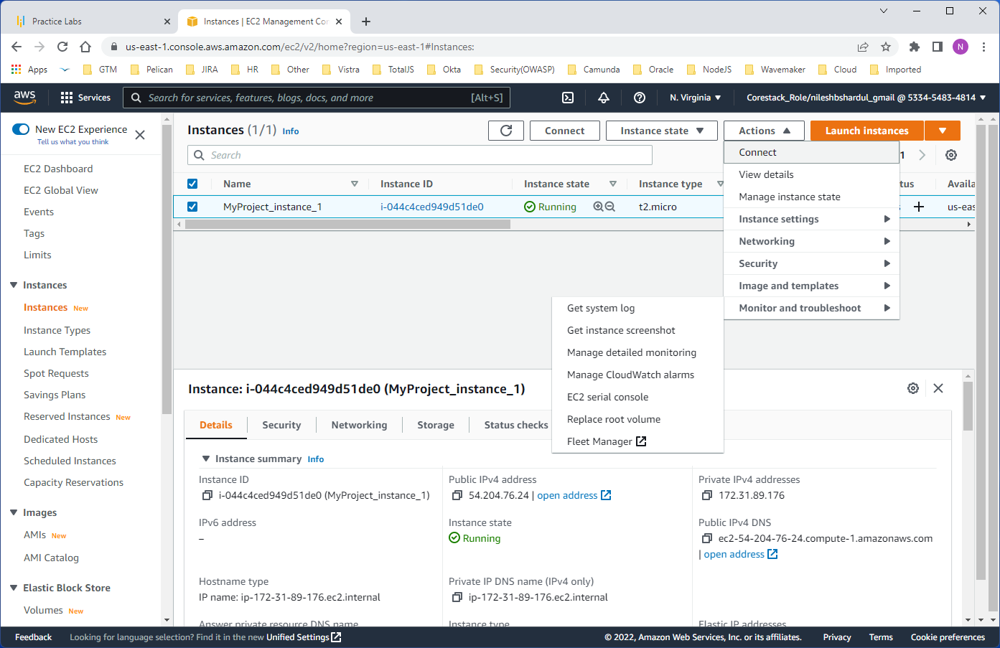 Practice Labs
Instances | EC2 Management Con
us-east-1.console.aws.amazon.com/ec2/v2/home?region=us-east-1#Instances:
N
Apps
GTM
Pelican
JIRA
HR
Other
Vistra
TotalJS
Okta
Security(OWASP)
Camunda
Oracle
NodeJS
Wavemaker
Cloud
Imported
aws
Services
Search for services, features, blogs, docs, and more
[Alt+S]
N. Virginia
Corestack_Role/nileshbshardul_gmail @ 5334-5483-4814
New EC2 Experience
Tell us what you think
EC2 Dashboard
EC2 Global View
Events
Tags
Limits
Instances
Instances New
Instance Types
Launch Templates
Spot Requests
Savings Plans
Reserved Instances New
Dedicated Hosts
Scheduled Instances
Capacity Reservations
Images
AMIs New
AMI Catalog
Elastic Block Store
Volumes New
Instances (1/1) Info
Connect
Instance state
Actions
Launch instances
Search
1
Name
Instance ID
Instance state
Instance type
tus
Availa
MyProject_instance_1
i-044c4ced949d51de0
Running
t2.micro
us-eas
Connect
View details
Manage instance state
Instance settings
Networking
Security
Image and templates
Monitor and troubleshoot
Get system log
Get instance screenshot
Manage detailed monitoring
Manage CloudWatch alarms
EC2 serial console
Replace root volume
Fleet Manager
Instance: i-044c4ced949d51de0 (MyProject_instance_1)
Details
Security
Networking
Storage
Status checks
Instance summary Info
Instance ID
i-044c4ced949d51de0 (MyProject_instance_1)
Public IPv4 address
54.204.76.24 | open address
Private IPv4 addresses
172.31.89.176
IPv6 address
–
Instance state
Running
Public IPv4 DNS
ec2-54-204-76-24.compute-1.amazonaws.com
| open address
Hostname type
IP name: ip-172-31-89-176.ec2.internal
Private IP DNS name (IPv4 only)
ip-172-31-89-176.ec2.internal
Answer private resource DNS name
Instance type
Elastic IP addresses
Feedback
Looking for language selection? Find it in the new Unified Settings
© 2022, Amazon Web Services, Inc. or its affiliates.
Privacy
Terms
Cookie preferences